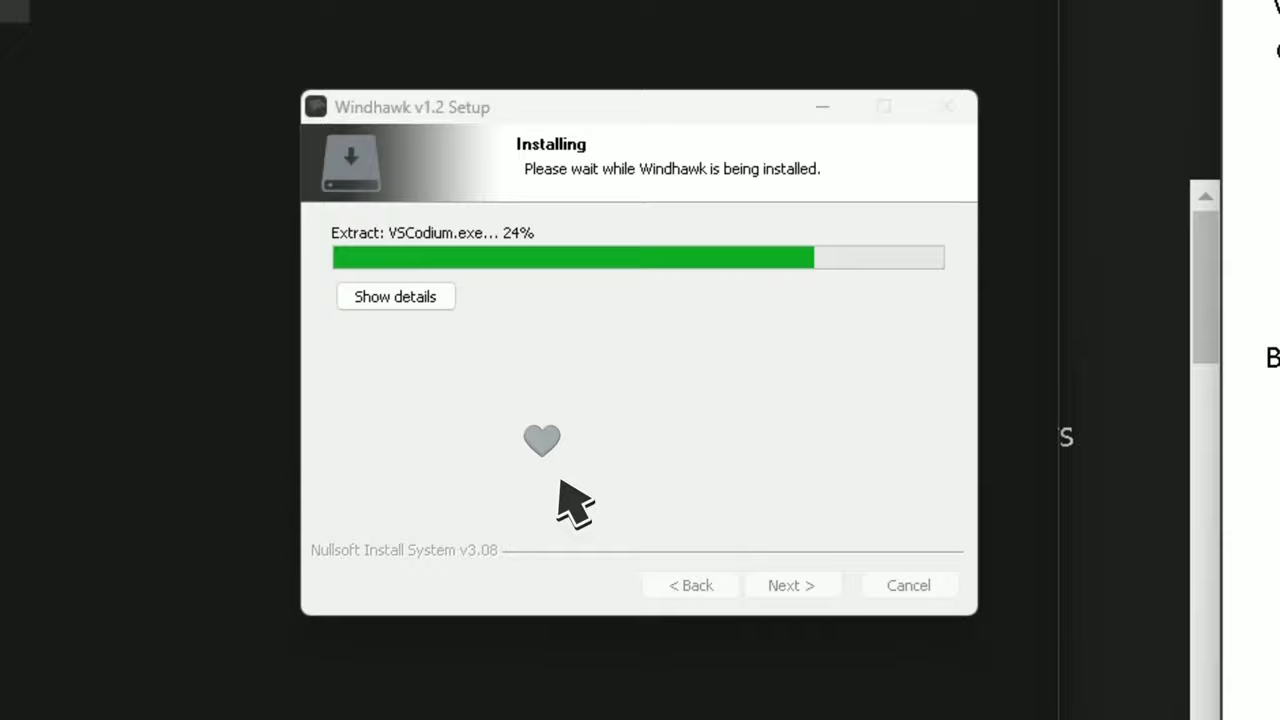 Windhawk v1.2 Setup
Installing
Please wait while Windhawk is being installed.
Extract: VSCodium.exe... 24%
Show details
B
s
Nullsoft Install System v3.08
< Back
Next >
Cancel